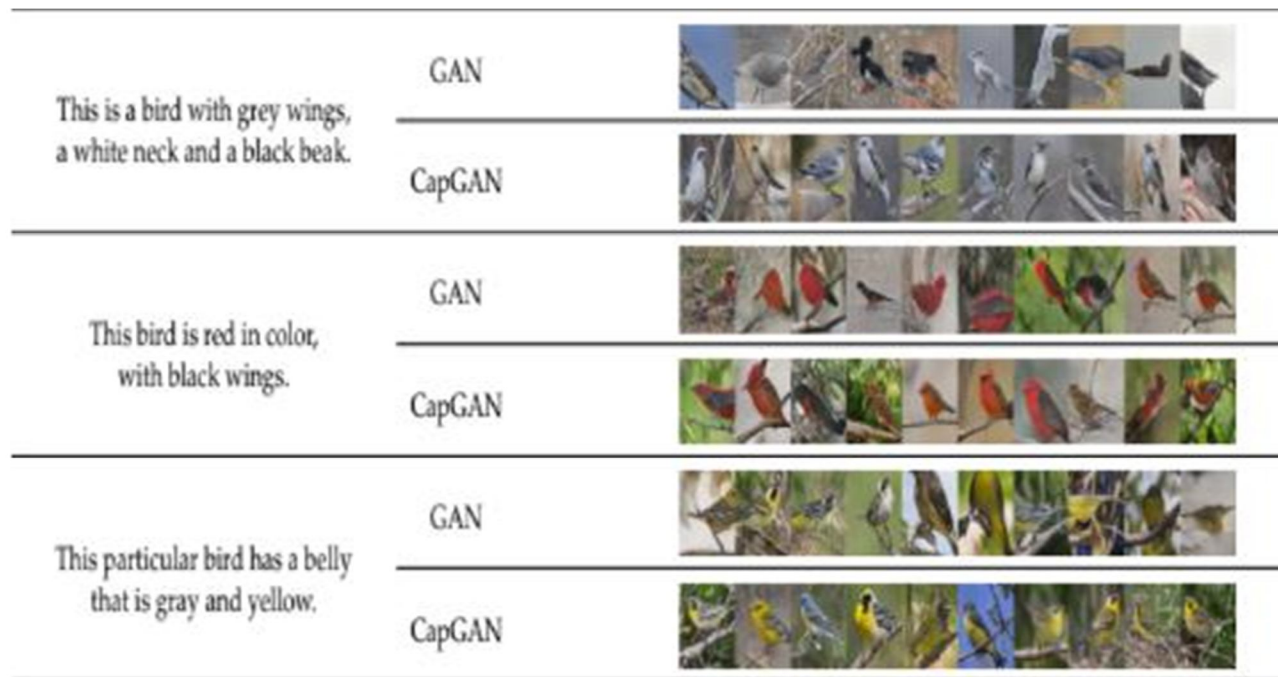 GAN
This is a bird with grey wings,
a white neck and a black beak.
CapGAN
GAN
This bird is red in color,
with black wings.
CapGAN
GAN
This particular bird has a belly
that is gray and yellow.
CapGAN